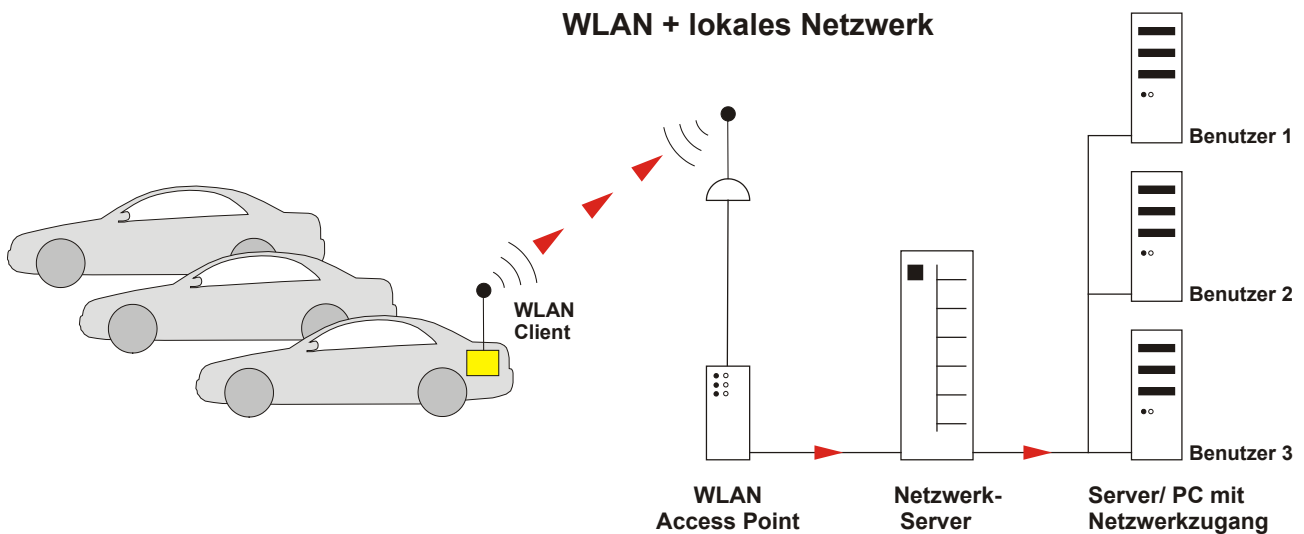 WLAN + lokales Netzwerk
Benutzer 1
Benutzer 2
WLAN
Client
Benutzer 3
WLAN
Access Point
Netzwerk-
Server
Server/ PC mit
Netzwerkzugang